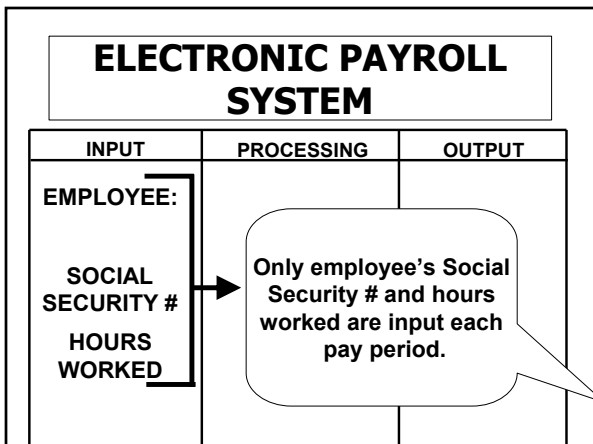 ELECTRONIC PAYROLL
SYSTEM
INPUT
PROCESSING
OUTPUT
EMPLOYEE:
SOCIAL
SECURITY #
HOURS
WORKED
Only employee’s Social
Security # and hours
worked are input each
pay period.